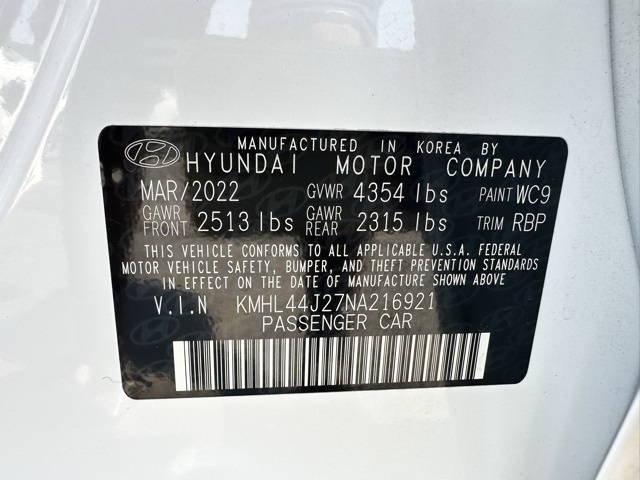 MANUFACTURED IN KOREA BY
HYUNDAI MOTOR COMPANY
MAR/2022 GVWR 4354 lbs PAINT WC9
GAWR FRONT 2513 lbs GAWR REAR 2315 lbs TRIM RBP
THIS VEHICLE CONFORMS TO ALL APPLICABLE U.S.A. FEDERAL
MOTOR VEHICLE SAFETY, BUMPER, AND THEFT PREVENTION STANDARDS
IN EFFECT ON THE DATE OF MANUFACTURE SHOWN ABOVE
V.I.N KMHL44J27NA216921
PASSENGER CAR